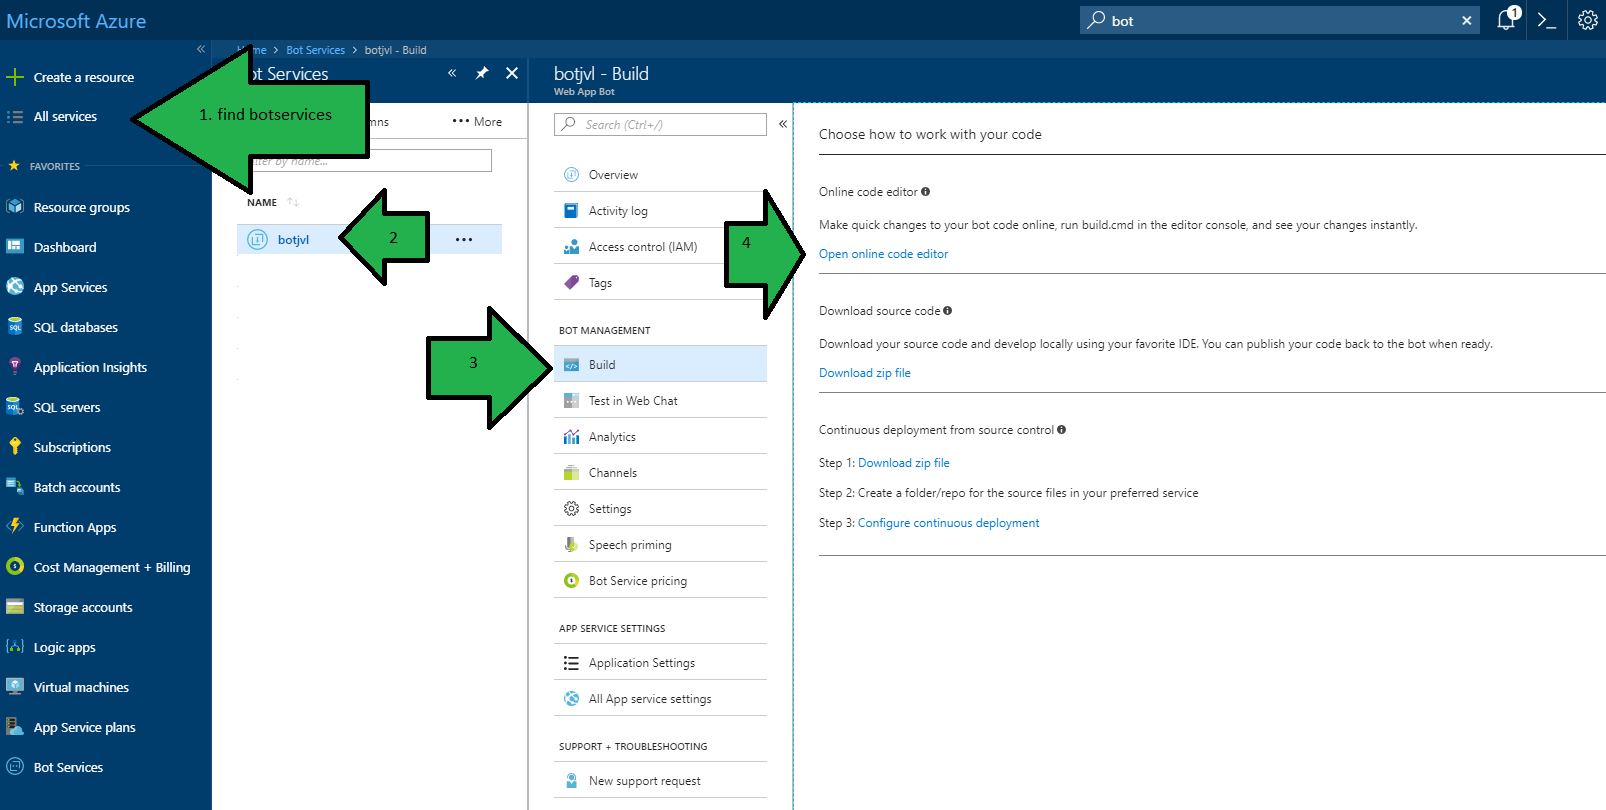 Microsoft Azure
bot
1
Home > Bot Services > botjvl - Build
Create a resource
All services
FAVORITES
Resource groups
Dashboard
App Services
SQL databases
Application Insights
SQL servers
Subscriptions
Batch accounts
Function Apps
Cost Management + Billing
Storage accounts
Logic apps
Virtual machines
App Service plans
Bot Services
1. find botservices
ot Services
mns
More
lter by name...
NAME
botjvl
2
3
4
botjvl - Build
Web App Bot
Search (Ctrl+/)
Overview
Activity log
Access control (IAM)
Tags
BOT MANAGEMENT
Build
Test in Web Chat
Analytics
Channels
Settings
Speech priming
Bot Service pricing
APP SERVICE SETTINGS
Application Settings
All App service settings
SUPPORT + TROUBLESHOOTING
New support request
Choose how to work with your code
Online code editor
Make quick changes to your bot code online, run build.cmd in the editor console, and see your changes instantly.
Open online code editor
Download source code
Download your source code and develop locally using your favorite IDE. You can publish your code back to the bot when ready.
Download zip file
Continuous deployment from source control
Step 1: Download zip file
Step 2: Create a folder/repo for the source files in your preferred service
Step 3: Configure continuous deployment